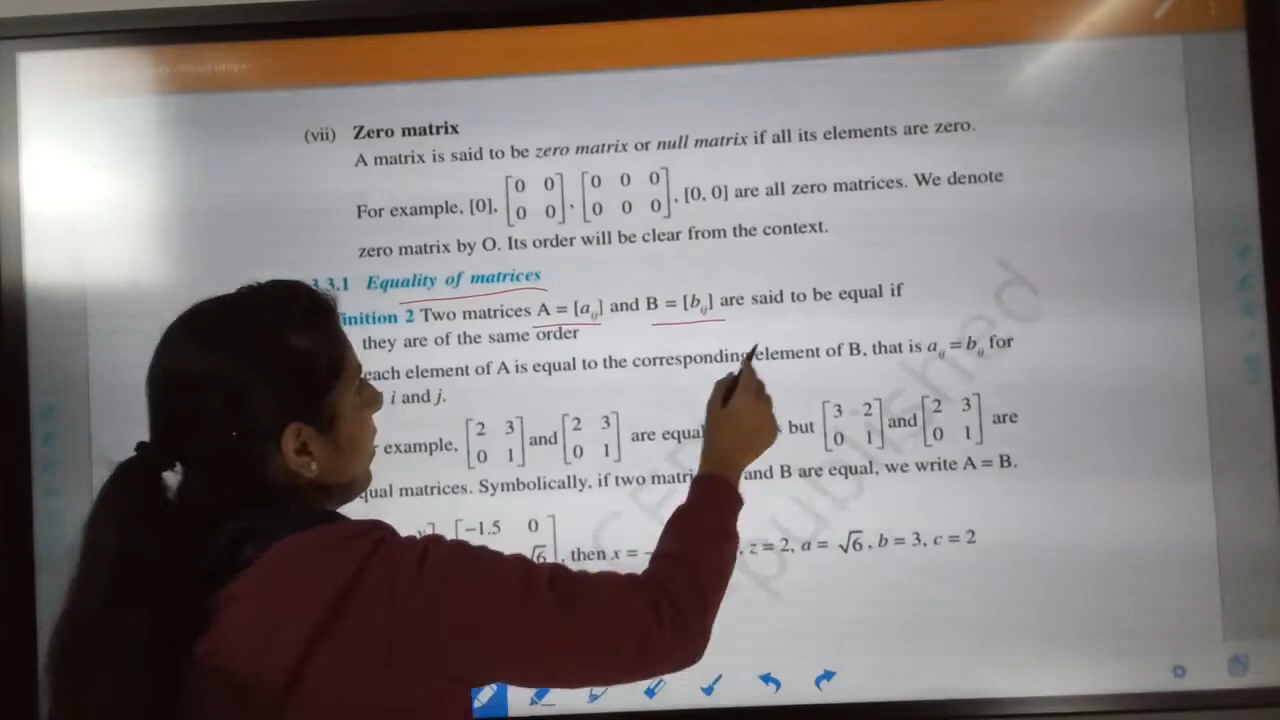 (vii) Zero matrix
A matrix is said to be zero matrix or null matrix if all its elements are zero.
For example, [0], [0 0; 0 0], [0 0 0; 0 0 0], [0, 0] are all zero matrices. We denote
zero matrix by O. Its order will be clear from the context.
3.3.1 Equality of matrices
inition 2 Two matrices A = [aij] and B = [bij] are said to be equal if
they are of the same order
each element of A is equal to the corresponding element of B, that is aij = bij for
i and j.
example, [2 3; 0 1] and [2 3; 0 1] are equal but [3 2; 0 1] and [2 3; 0 1] are
qual matrices. Symbolically, if two matri and B are equal, we write A = B.
[-1.5 0; √6], then x = , z = 2, a = √6, b = 3, c = 2
published